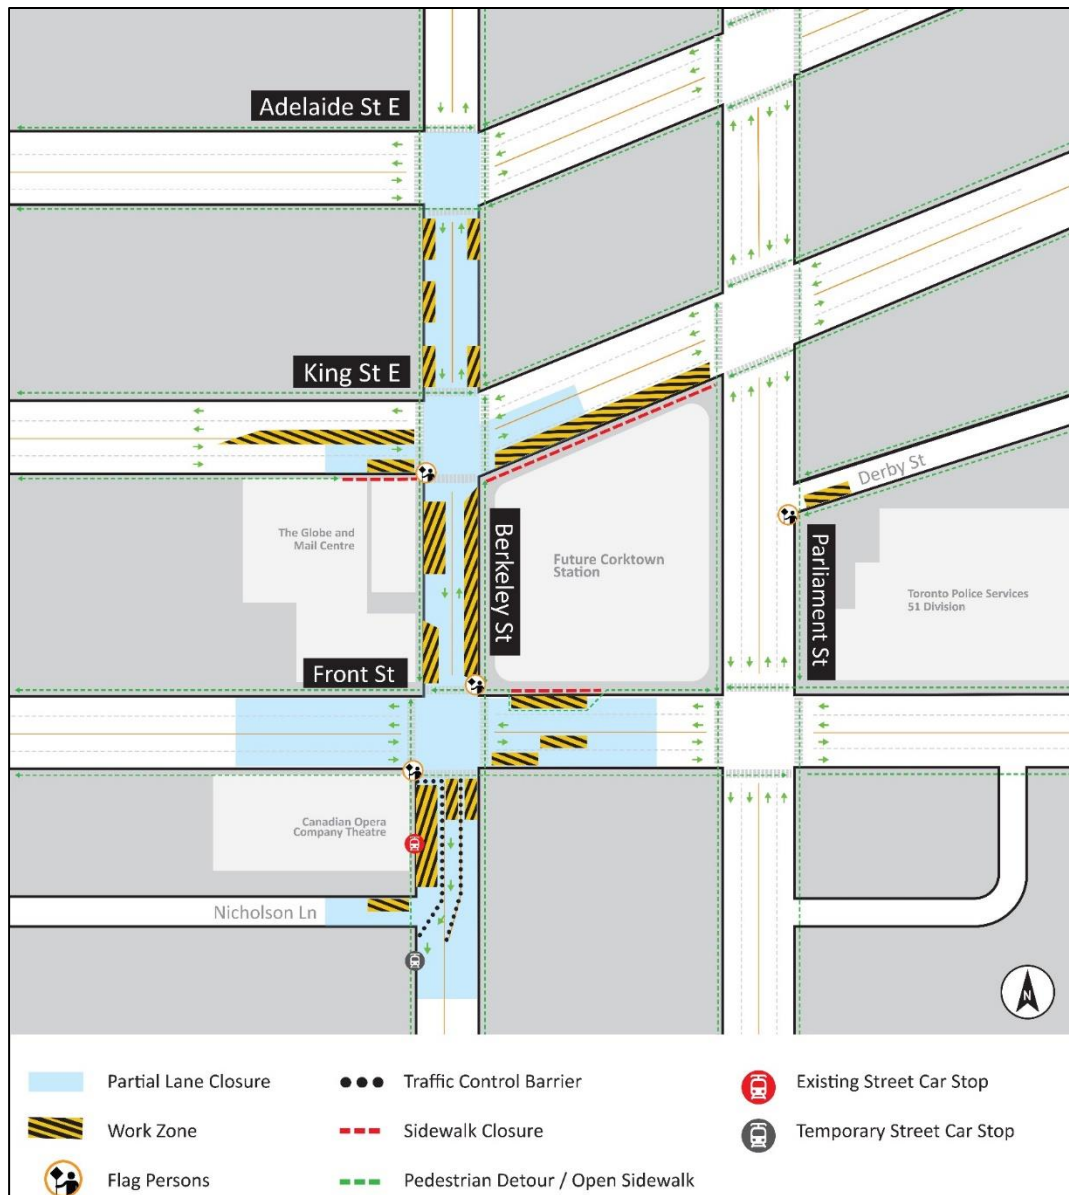 Adelaide St E
King St E
Derby St
The Globe and
Mail Centre
Berkeley St
Future Corktown
Station
Parliament St
Toronto Police Services
51 Division
Front St
Canadian Opera
Company Theatre
Nicholson Ln
N
Partial Lane Closure
Traffic Control Barrier
Existing Street Car Stop
Work Zone
Sidewalk Closure
Temporary Street Car Stop
Flag Persons
Pedestrian Detour / Open Sidewalk